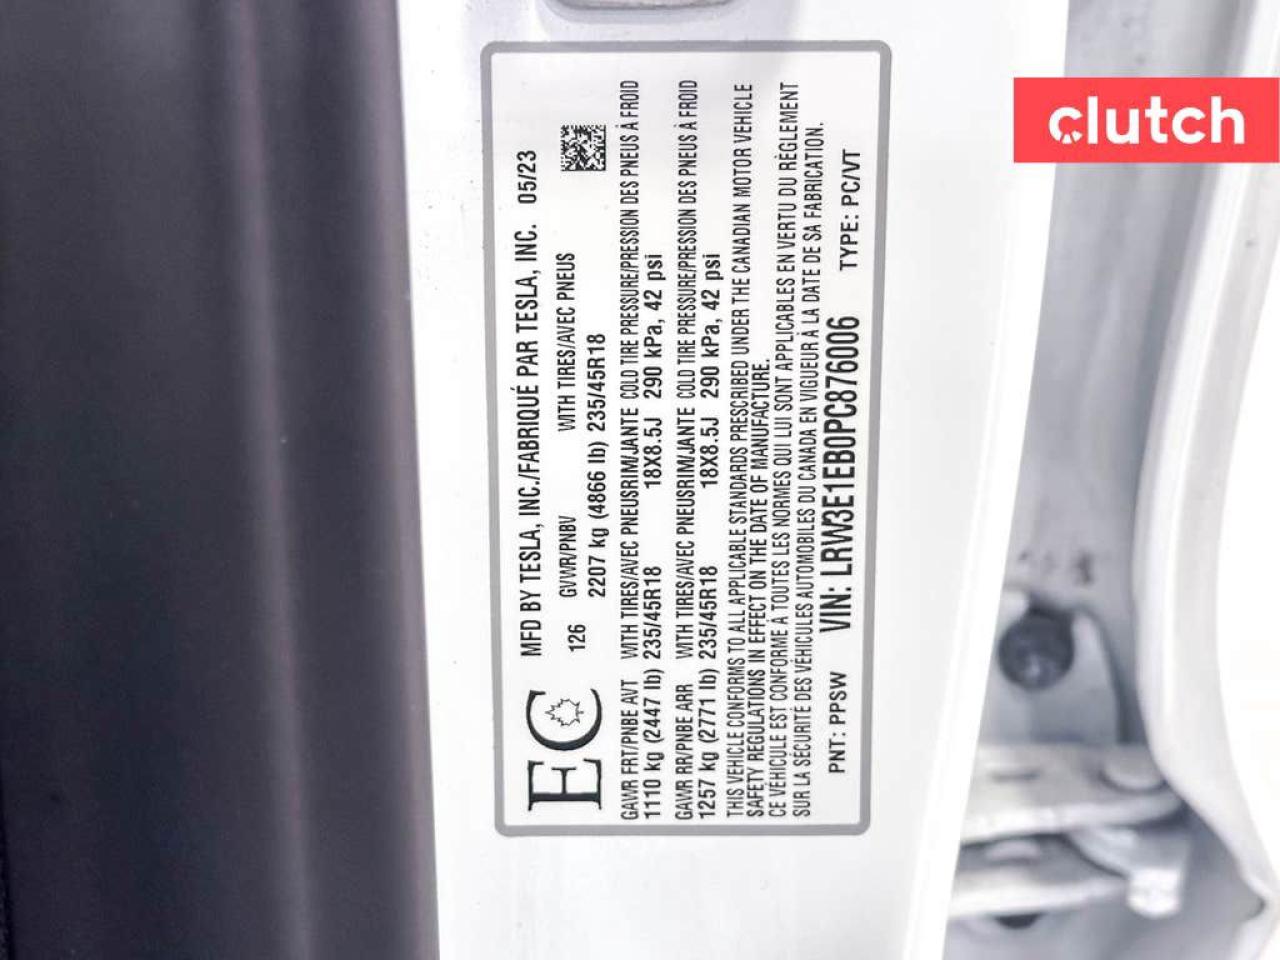 MFD BY TESLA, INC./FABRIQUÉ PAR TESLA, INC. 05/23
126 GVWR/PNBV WITH TIRES/AVEC PNEUS
2207 kg (4866 lb) 235/45R18
EC
GAWR FRT/PNBE AVT WITH TIRES/AVEC PNEUS RIM/JANTE COLD TIRE PRESSURE/PRESSION DES PNEUS À FROID
1110 kg (2447 lb) 235/45R18 18X8.5J 290 kPa, 42 psi
GAWR RR/PNBE ARR WITH TIRES/AVEC PNEUS RIM/JANTE COLD TIRE PRESSURE/PRESSION DES PNEUS À FROID
1257 kg (2771 lb) 235/45R18 18X8.5J 290 kPa, 42 psi
THIS VEHICLE CONFORMS TO ALL APPLICABLE STANDARDS PRESCRIBED UNDER THE CANADIAN MOTOR VEHICLE
SAFETY REGULATIONS IN EFFECT ON THE DATE OF MANUFACTURE.
CE VÉHICULE EST CONFORME À TOUTES LES NORMES QUI LUI SONT APPLICABLES EN VERTU DU RÈGLEMENT
SUR LA SÉCURITÉ DES VÉHICULES AUTOMOBILES DU CANADA EN VIGUEUR À LA DATE DE SA FABRICATION.
PNT: PPSW VIN: LRW3E1EB0PC876006 TYPE: PC/VT
clutch